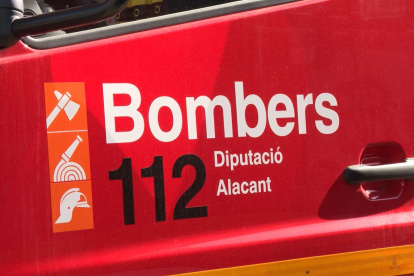 Bombers
112 Diputació
Alacant